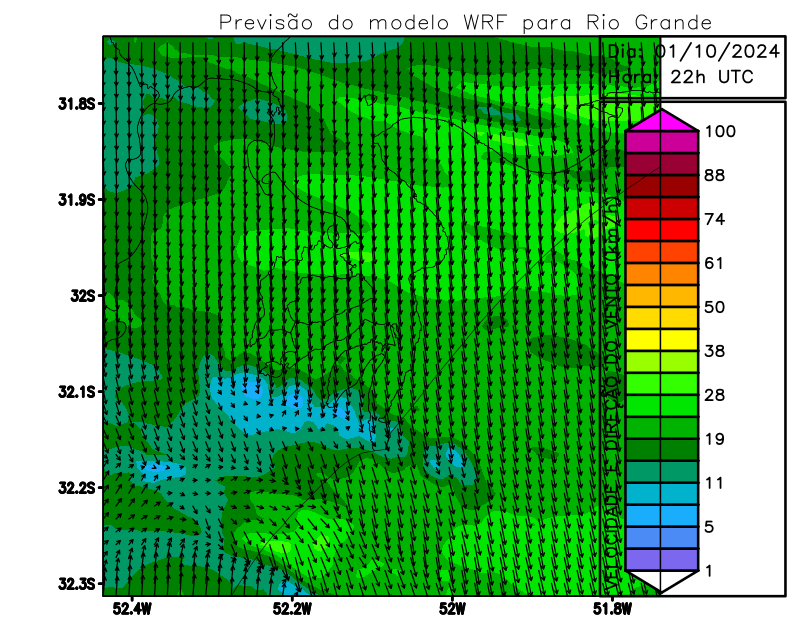 Previsão do modelo WRF para Rio Grande
Dia: 01/10/2024
Hora: 22h UTC
31.8S
31.9S
32S
32.1S
32.2S
32.3S
52.4W
52.2W
52W
51.8W
VELOCIDADE E DIREÇÃO DO VENTO (km/h)
100
88
74
61
50
38
28
19
11
5
1